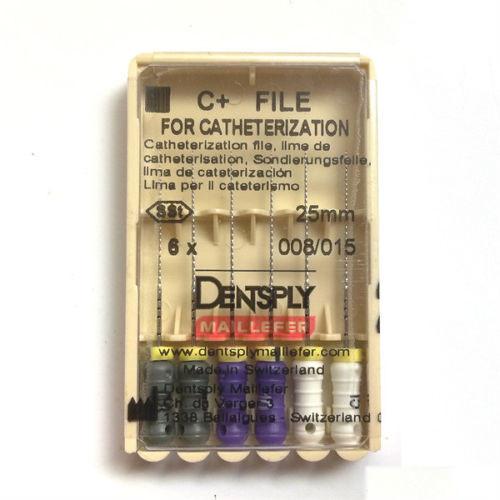 C+ FILE
FOR CATHETERIZATION
Catheterization file, lime de
catheterisation, Sondierungsfeile,
lima de cateterización
Lima per il cateterismo
SSt 25mm
6 x 008/015
DENTSPLY
MAILLEFER
www.dentsplymaillefer.com
Made in Switzerland
Dentsply Maillefer
Ch. du Verger 3
1338 Ballaigues - Switzerland